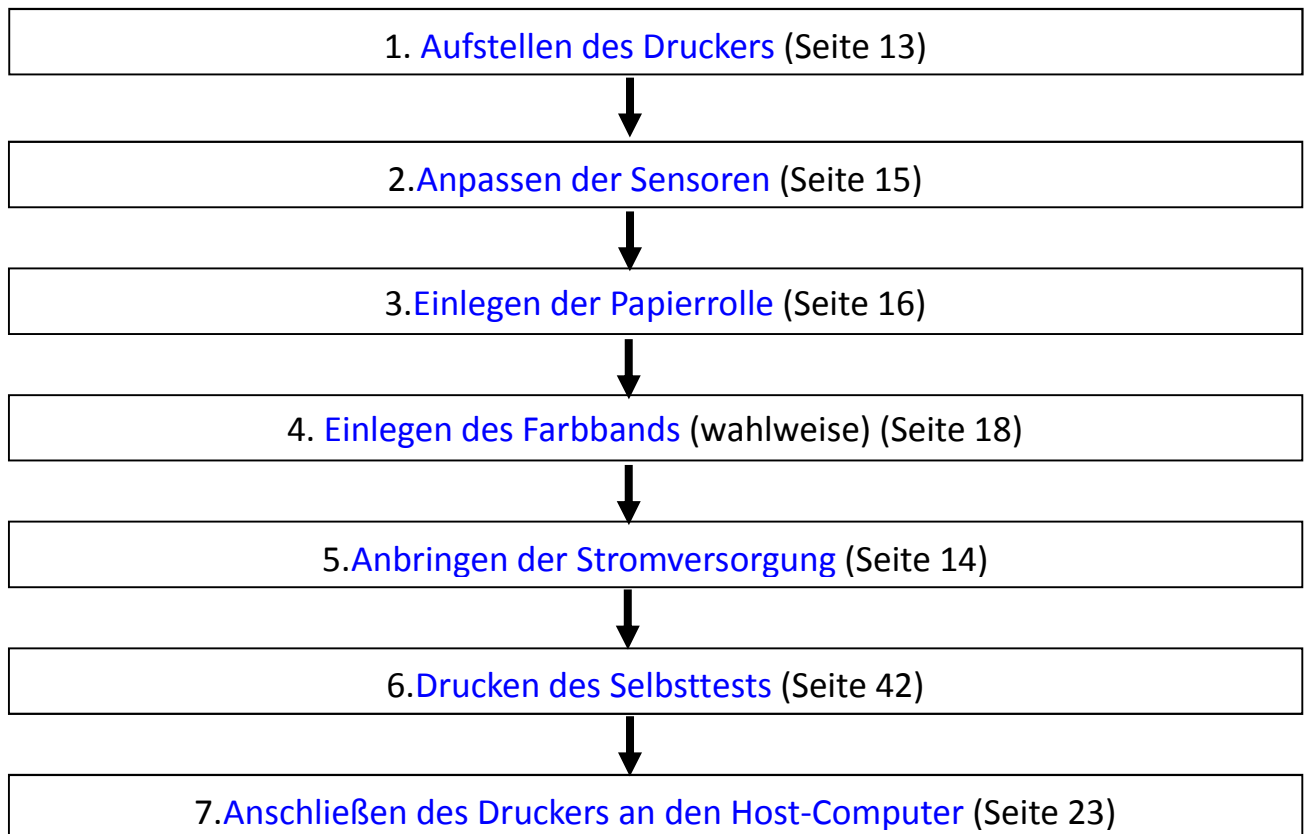 1. Aufstellen des Druckers (Seite 13)
2.Anpassen der Sensoren (Seite 15)
3.Einlegen der Papierrolle (Seite 16)
4. Einlegen des Farbbands (wahlweise) (Seite 18)
5.Anbringen der Stromversorgung (Seite 14)
6.Drucken des Selbsttests (Seite 42)
7.Anschließen des Druckers an den Host-Computer (Seite 23)